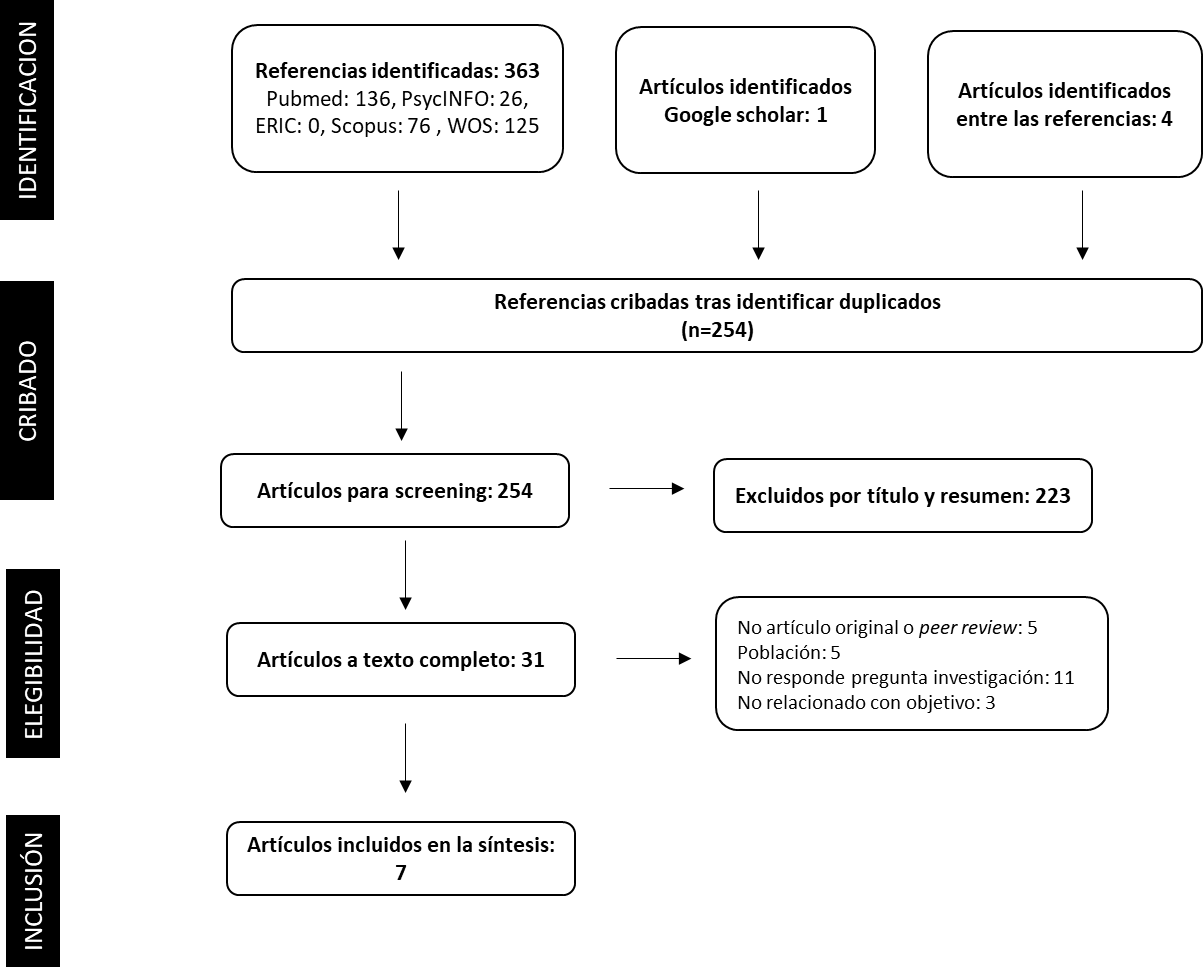 IDENTIFICACION
Referencias identificadas: 363
Pubmed: 136, PsycINFO: 26,
ERIC: 0, Scopus: 76 , WOS: 125
Artículos identificados
Google scholar: 1
Artículos identificados
entre las referencias: 4
CRIBADO
Referencias cribadas tras identificar duplicados
(n=254)
Artículos para screening: 254
Excluidos por título y resumen: 223
ELEGIBILIDAD
Artículos a texto completo: 31
No artículo original o peer review: 5
Población: 5
No responde pregunta investigación: 11
No relacionado con objetivo: 3
INCLUSIÓN
Artículos incluidos en la síntesis:
7